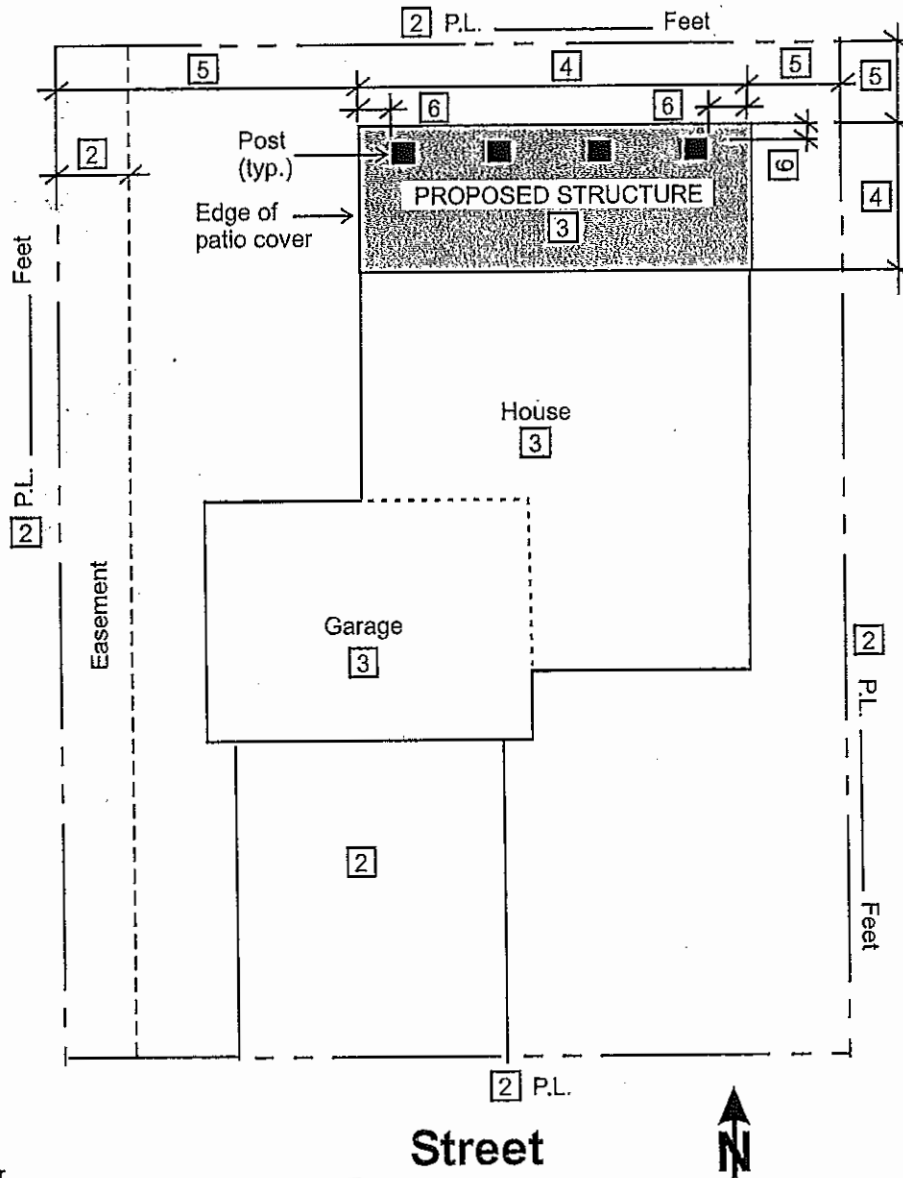 2 P.L. Feet
5
4
5
5
6
6
Post
(typ.)
2
6
PROPOSED STRUCTURE
3
4
Edge of
patio cover
Feet
P.L.
2
House
3
Easement
Garage
3
2
P.L.
Feet
2
2 P.L.
Street
N